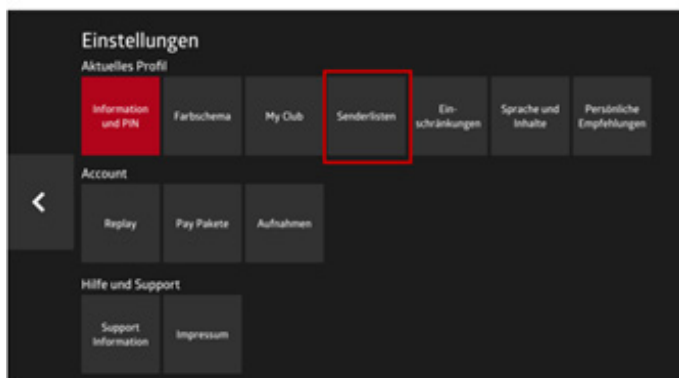 Einstellungen
Aktuelles Profil
Information
und PIN
Farbschema
My Club
Senderlisten
Ein-
schränkungen
Sprache und
Inhalte
Persönliche
Empfehlungen
Account
Replay
Pay Pakete
Aufnahmen
Hilfe und Support
Support
Information
Impressum